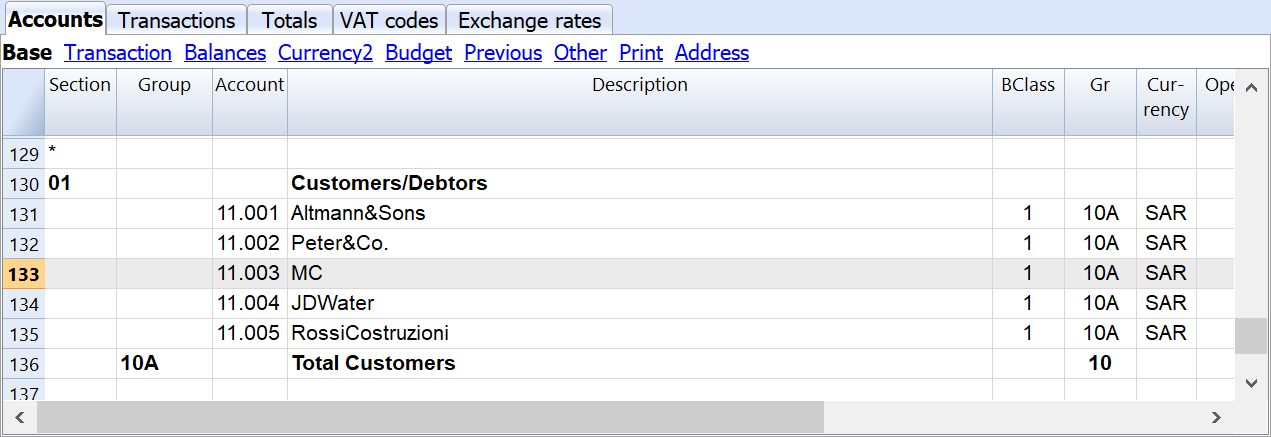 Accounts Transactions Totals VAT codes Exchange rates
Base Transaction Balances Currency2 Budget Previous Other Print Address
Section Group Account Description BClass Gr Cur-
rency
129 *
130 01 Customers/Debtors
131 11.001 Altmann&Sons 1 10A SAR
132 11.002 Peter&Co. 1 10A SAR
133 11.003 MC 1 10A SAR
134 11.004 JDWater 1 10A SAR
135 11.005 RossiCostruzioni 1 10A SAR
136 10A Total Customers 10
137